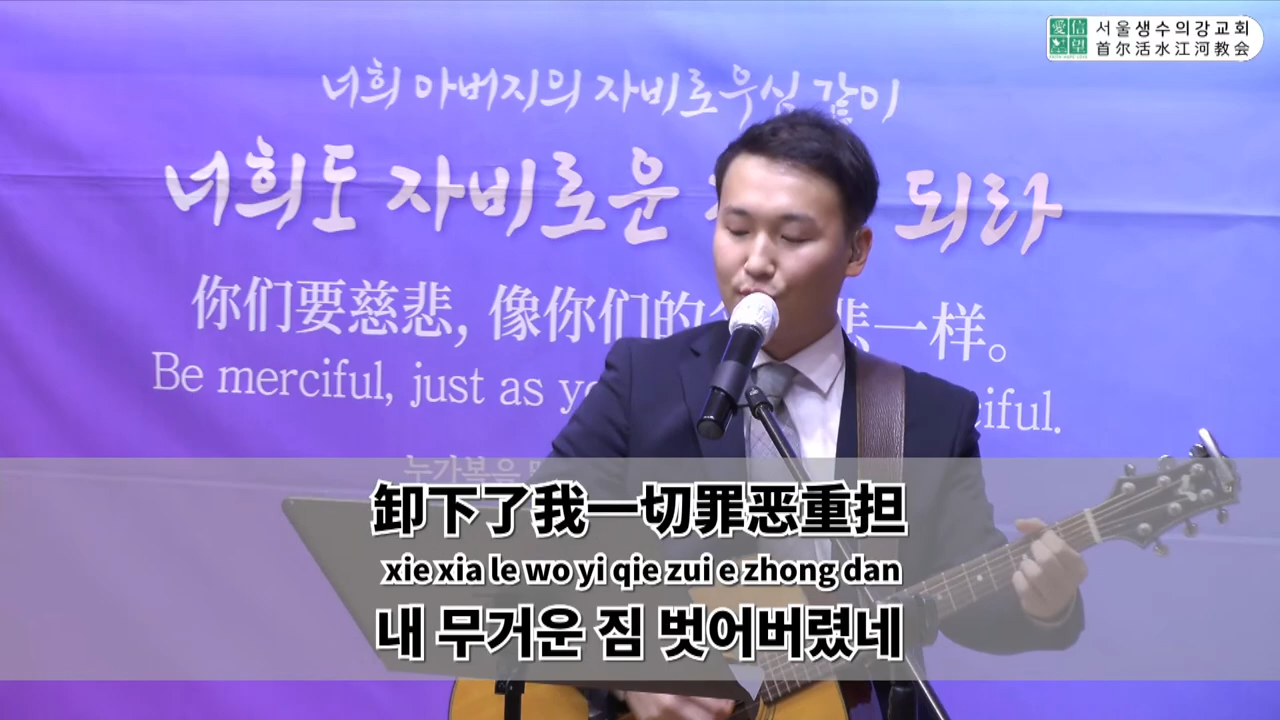 서울생수의강교회
首尔活水江河教会
너희 아버지의 자비로우심 같이
너희도 자비로운 되라
你们要慈悲, 像你们的 悲一样。
Be merciful, just as ciful.
누가복음
卸下了我一切罪恶重担
xie xia le wo yi qie zui e zhong dan
내 무거운 짐 벗어버렸네